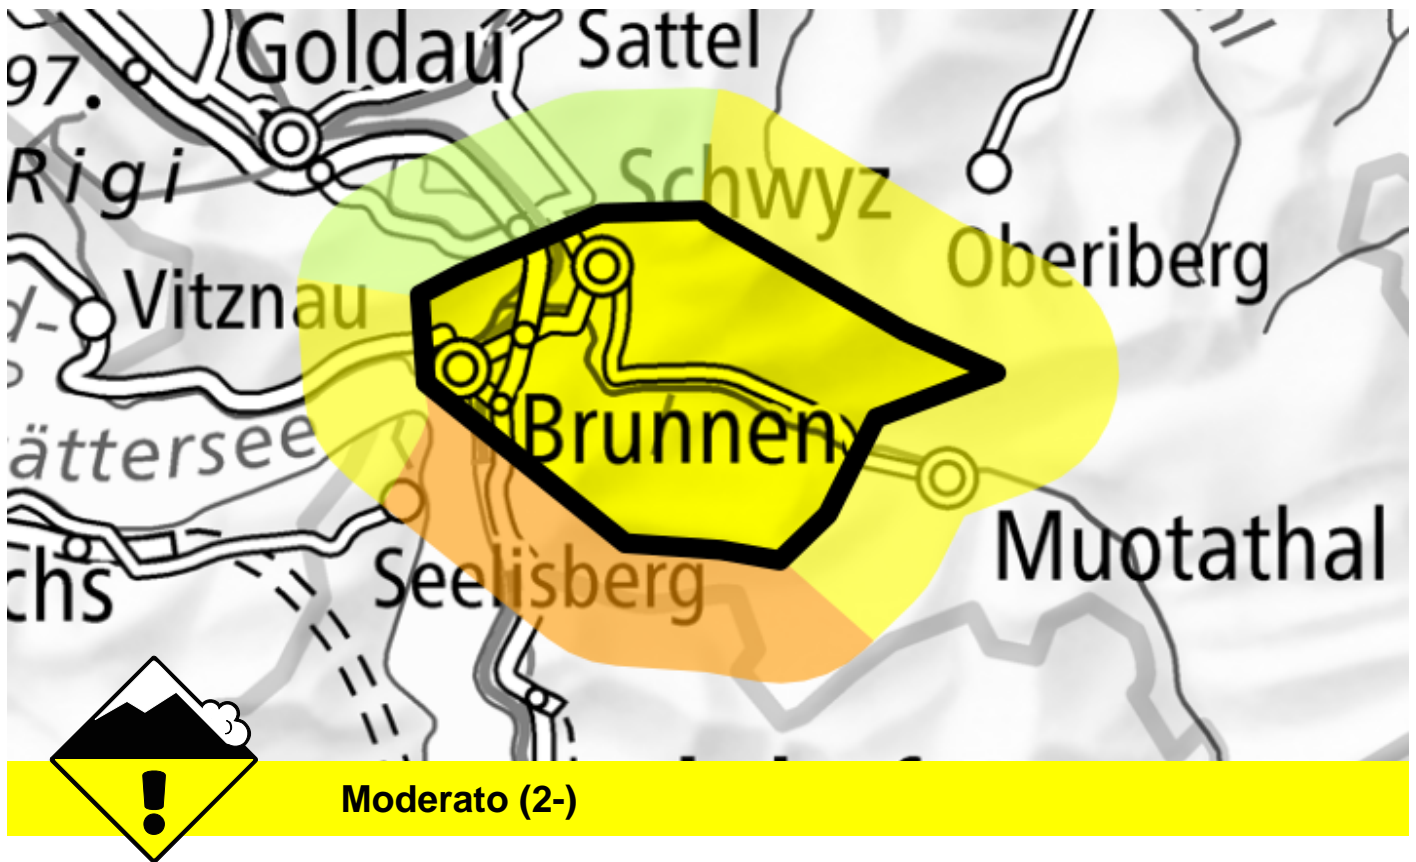 Goldau
Sattel
97.
Rigi
Schwyz
Oberiberg
Vitznau
d-
ättersee
Brunnen
Muotathal
chs
Seelisberg
Moderato (2-)